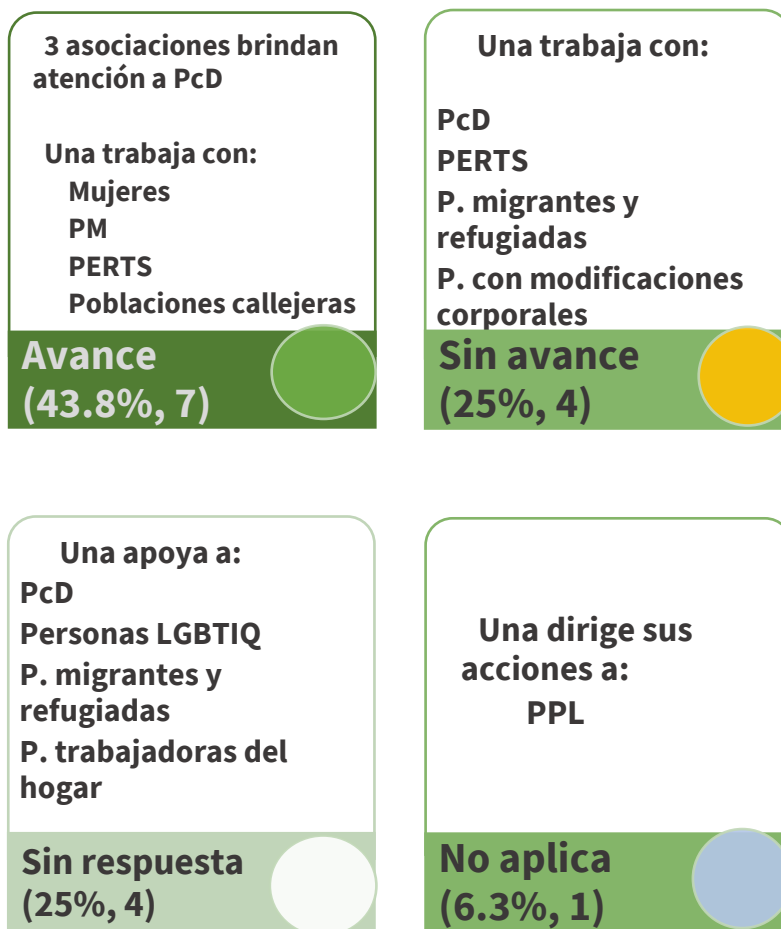 3 asociaciones brindan
atención a PcD
Una trabaja con:
Mujeres
PM
PERTS
Poblaciones callejeras
Avance
(43.8%, 7)
Una trabaja con:
PcD
PERTS
P. migrantes y
refugiadas
P. con modificaciones
corporales
Sin avance
(25%, 4)
Una apoya a:
PcD
Personas LGBTIQ
P. migrantes y
refugiadas
P. trabajadoras del
hogar
Sin respuesta
(25%, 4)
Una dirige sus
acciones a:
PPL
No aplica
(6.3%, 1)